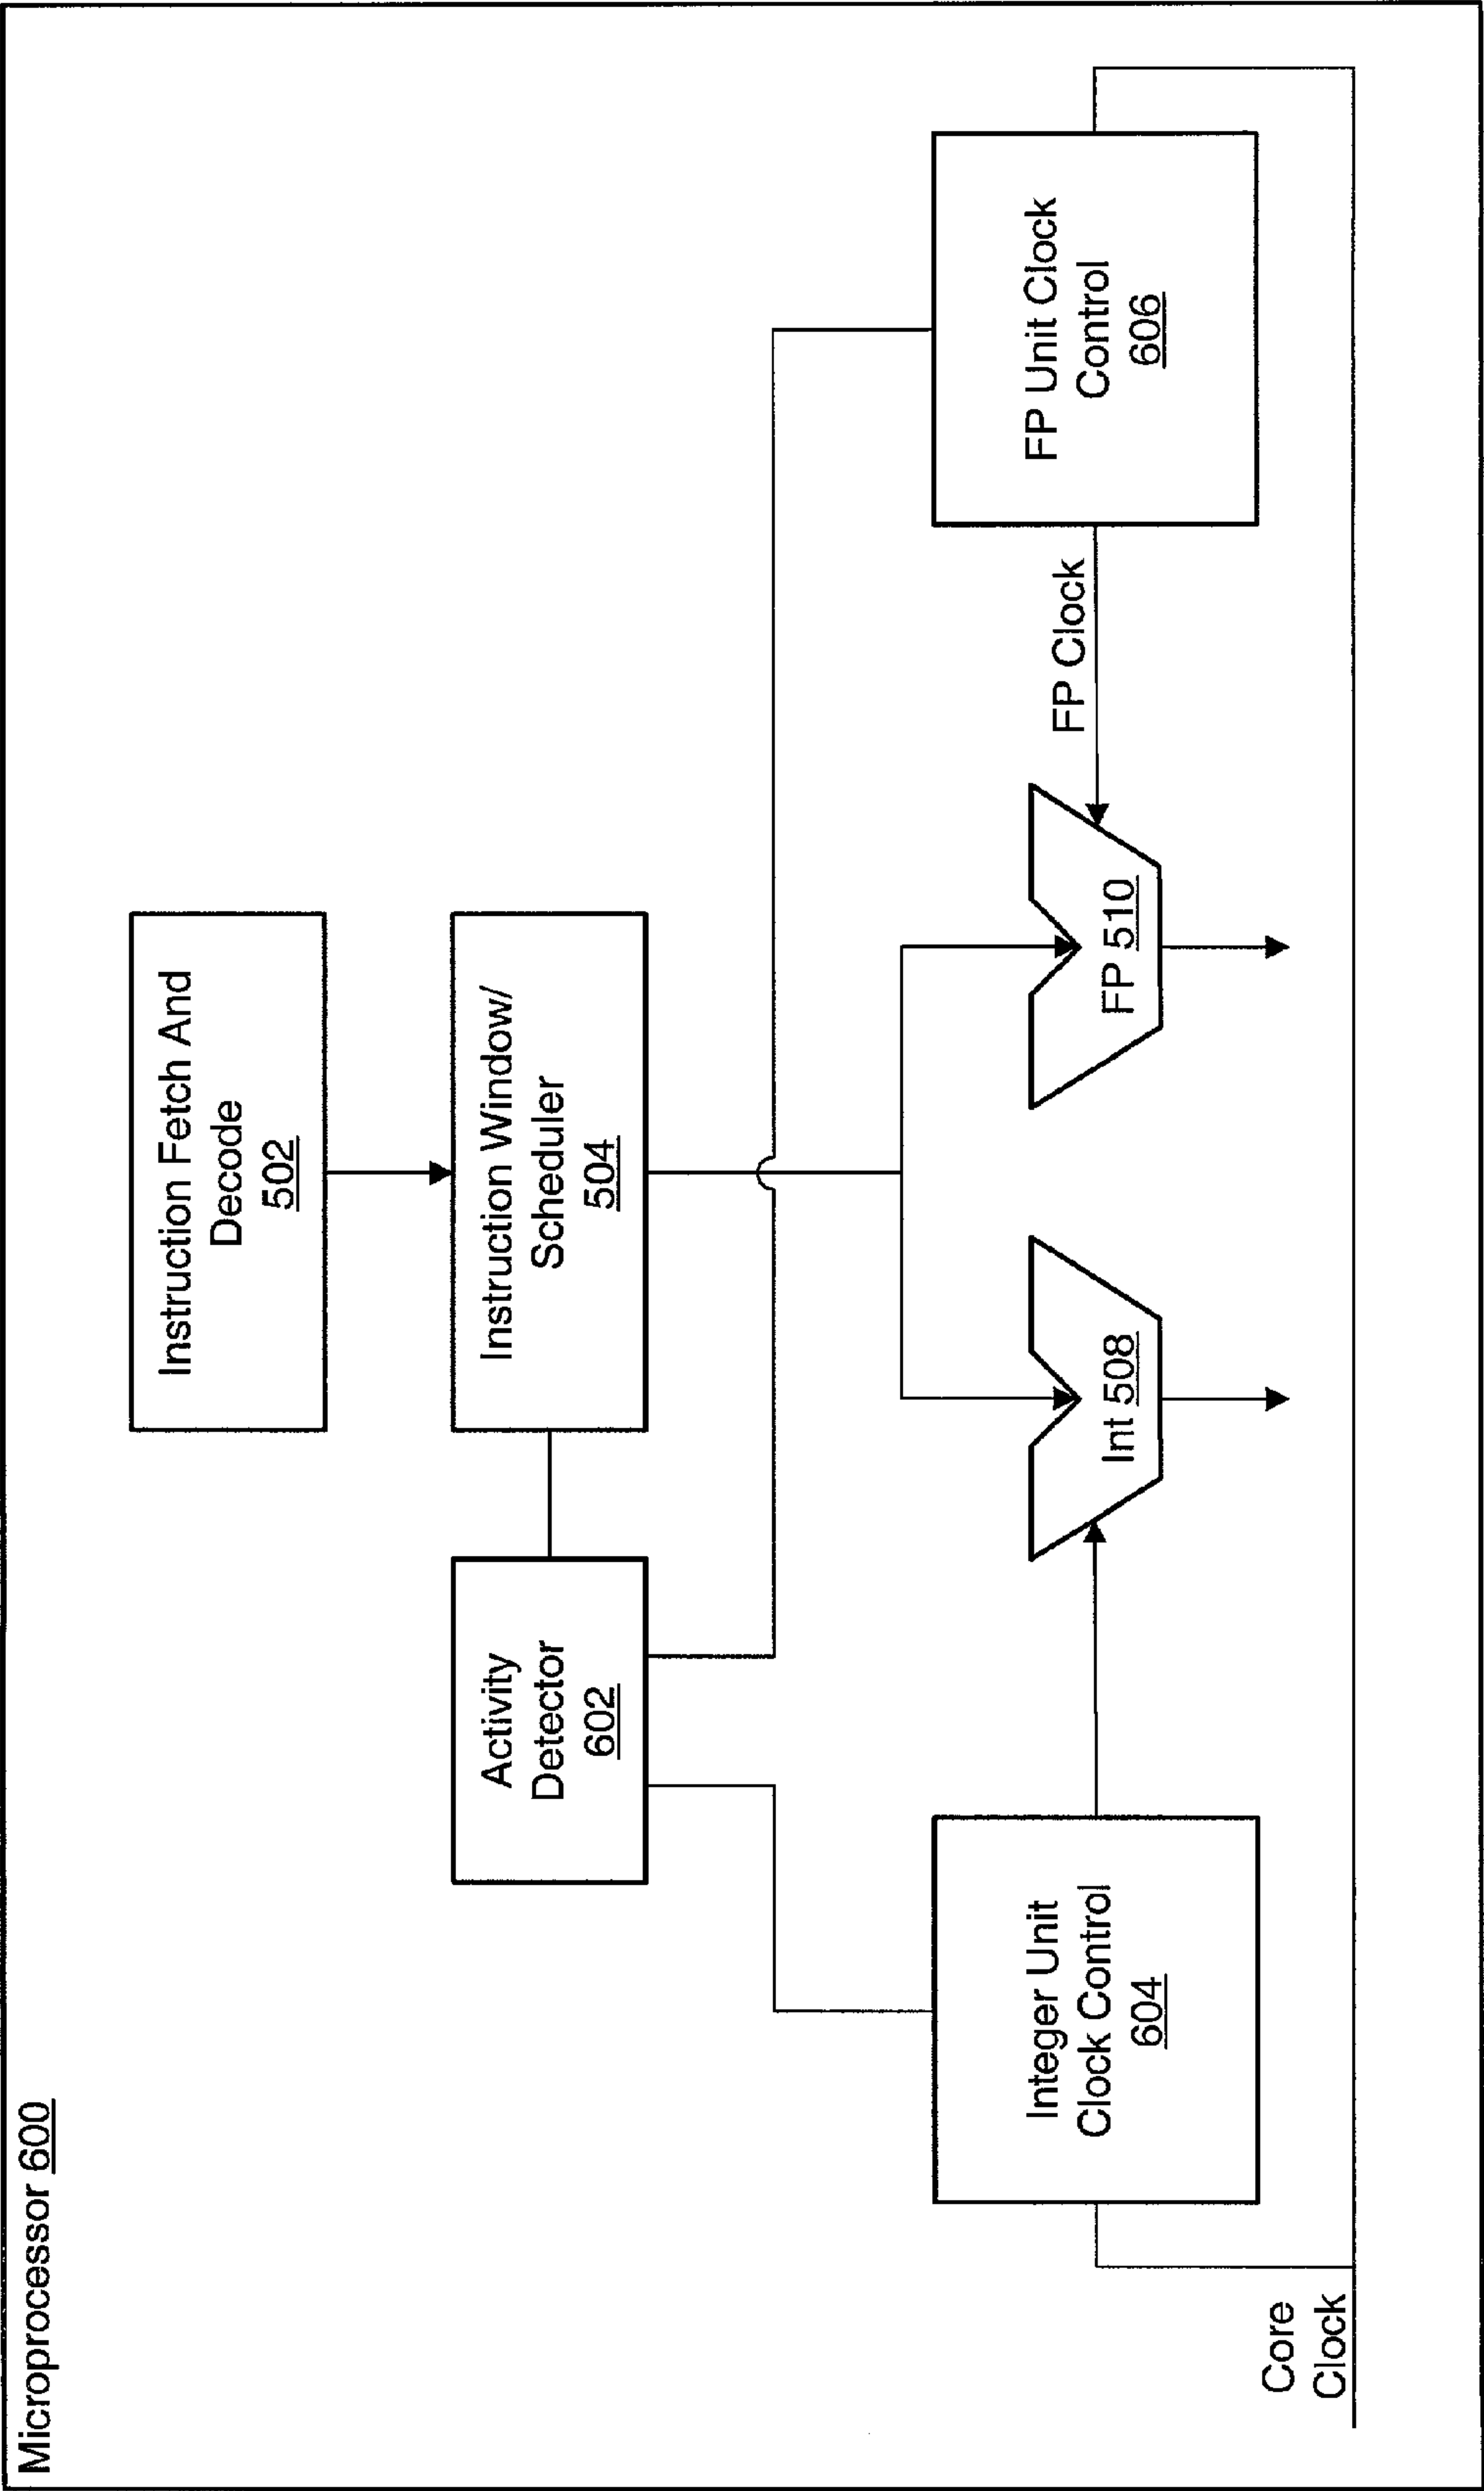 Microprocessor 600
Instruction Fetch And
Decode
502
Activity
Detector
602
Instruction Window/
Scheduler
504
Integer Unit
Clock Control
604
Int 508
FP 510
FP Clock
FP Unit Clock
Control
606
Core
Clock